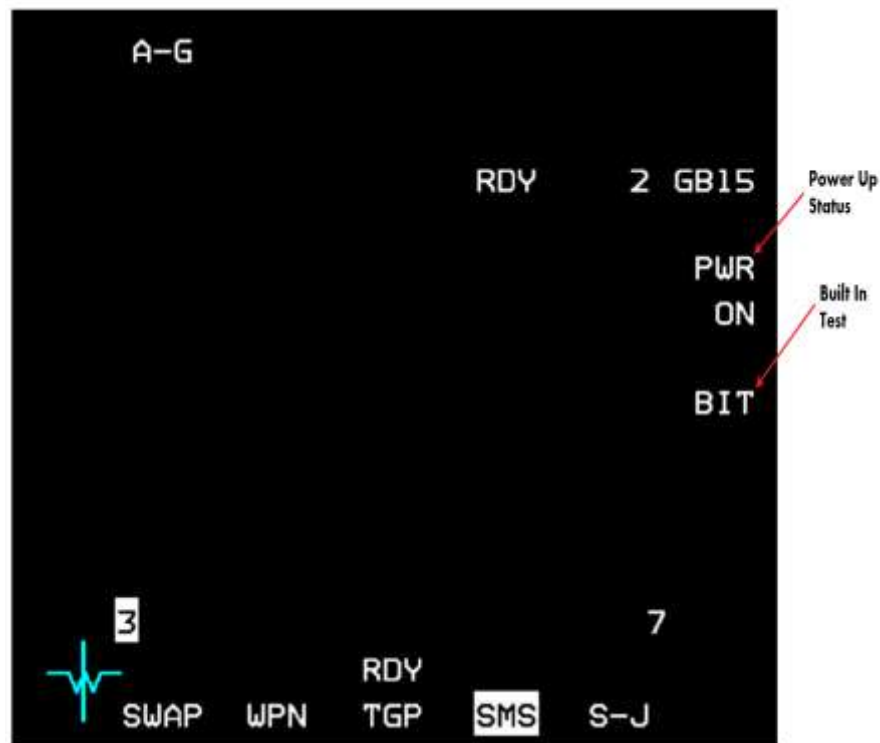 A-G
RDY 2 GB15
Power Up
Status
PWR
ON
Built In
Test
BIT
3 7
RDY
SWAP WPN TGP SMS S-J